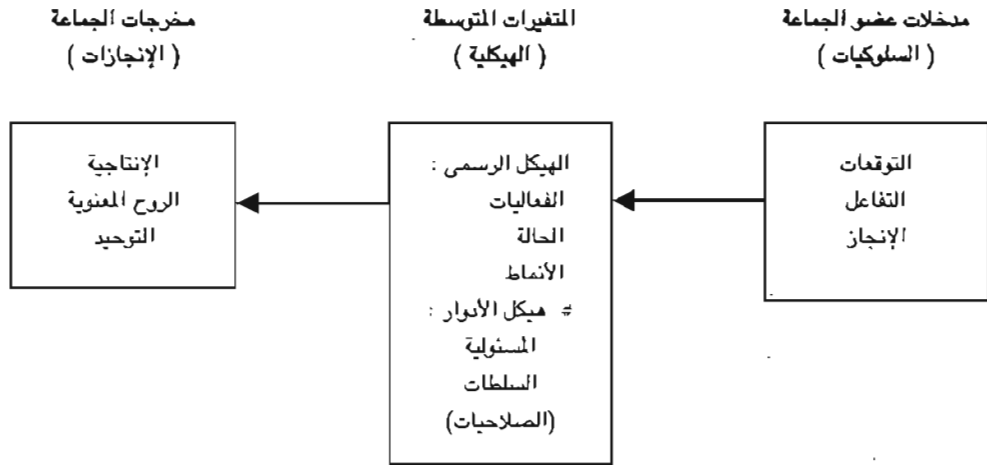 مدخلات عضو الجماعة
( السلوكيات )
التوقعات
التفاعل
الإنجاز
المتغيرات المتوسطة
( الهيكلية )
الهيكل الرسمى :
الفعاليات
الحالة
الأنماط
# هيكل الأدوار :
المسئولية
السلطات
(الصلاحيات)
مخرجات الجماعة
( الإنجازات )
الإنتاجية
الروح المعنوية
التوحيد